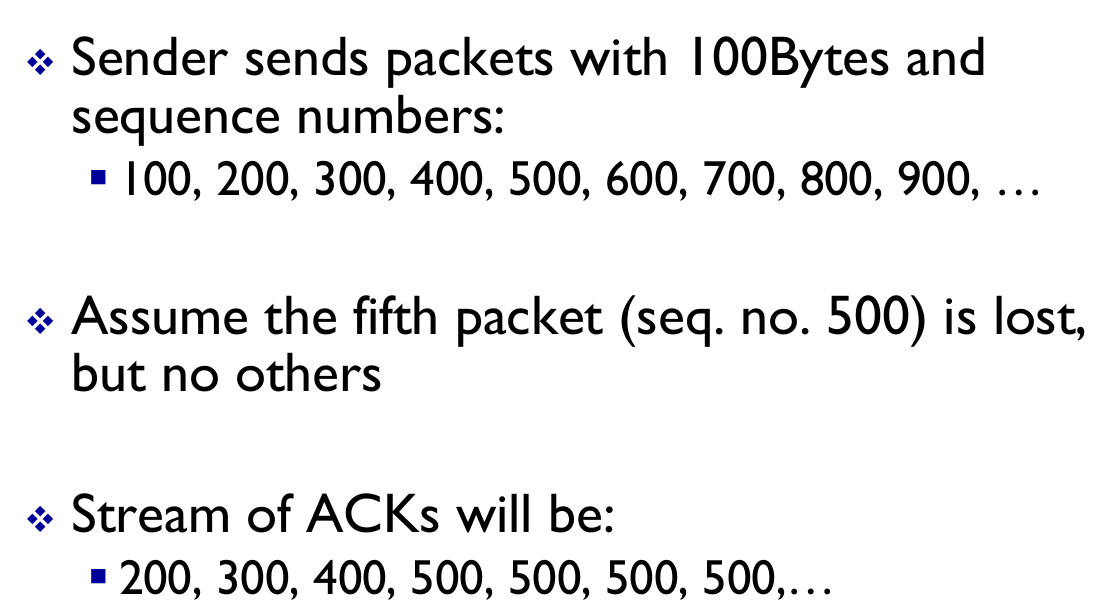 ❖ Sender sends packets with 100Bytes and
sequence numbers:
▪ 100, 200, 300, 400, 500, 600, 700, 800, 900, …
❖ Assume the fifth packet (seq. no. 500) is lost,
but no others
❖ Stream of ACKs will be:
▪ 200, 300, 400, 500, 500, 500, 500,…